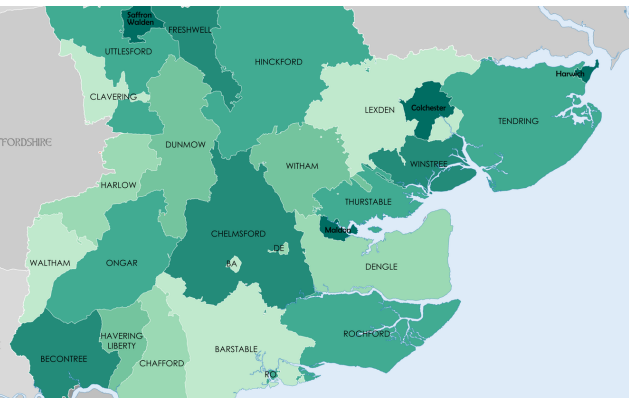 Saffron
Walden
FRESHWELL
UTTLESFORD
HINCKFORD
Harwich
CLAVERING
LEXDEN
Colchester
TENDRING
FORDSHIRE
DUNMOW
WITHAM
WINSTREE
HARLOW
THURSTABLE
CHELMSFORD
Maldon
DE
WALTHAM
ONGAR
BA
DENGLE
HAVERING
LIBERTY
ROCHFORD
BECONTREE
CHAFFORD
BARSTABLE
RO